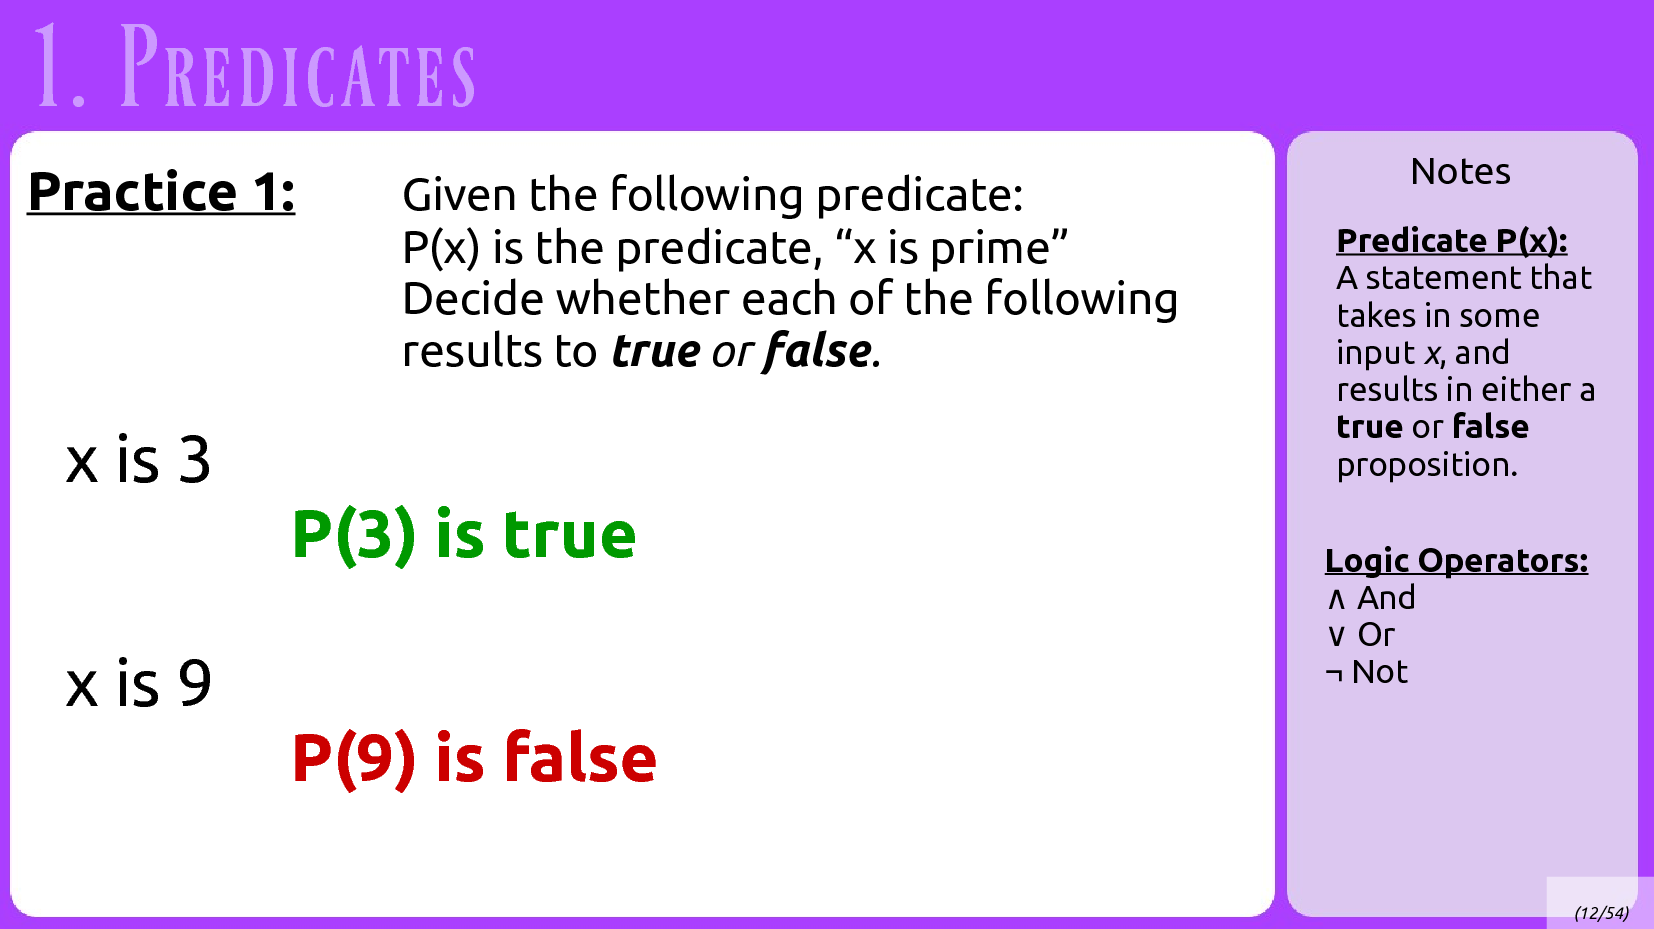 1. Predicates
Practice 1:
Given the following predicate:
P(x) is the predicate, “x is prime”
Decide whether each of the following
results to true or false.
x is 3
P(3) is true
x is 9
P(9) is false
Notes
Predicate P(x):
A statement that
takes in some
input x, and
results in either a
true or false
proposition.
Logic Operators:
∧ And
∨ Or
¬ Not
(12/54)